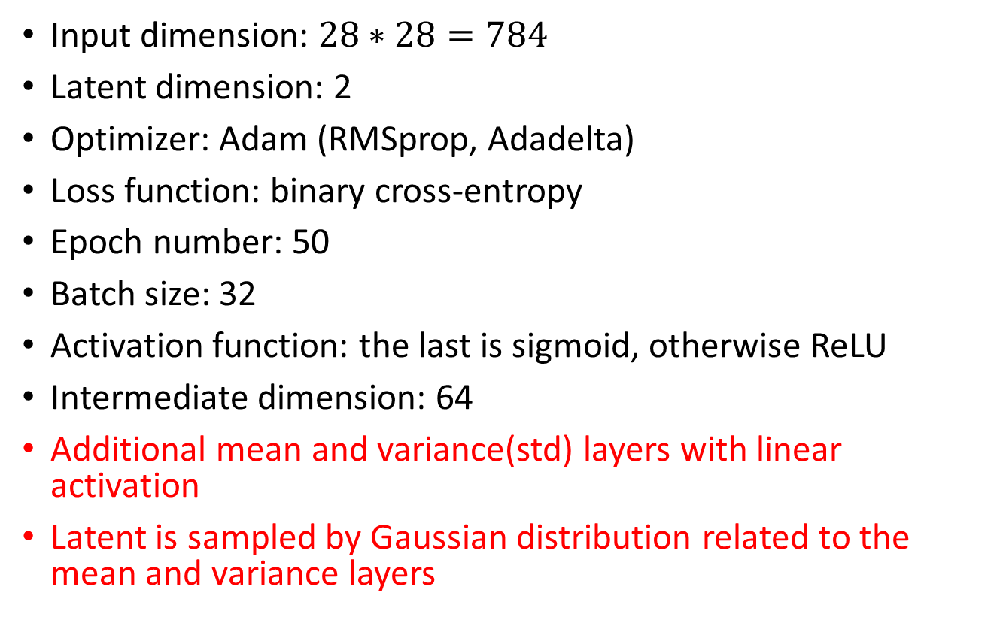 • Input dimension: 28 ∗ 28 = 784
• Latent dimension: 2
• Optimizer: Adam (RMSprop, Adadelta)
• Loss function: binary cross-entropy
• Epoch number: 50
• Batch size: 32
• Activation function: the last is sigmoid, otherwise ReLU
• Intermediate dimension: 64
• Additional mean and variance(std) layers with linear
activation
• Latent is sampled by Gaussian distribution related to the
mean and variance layers